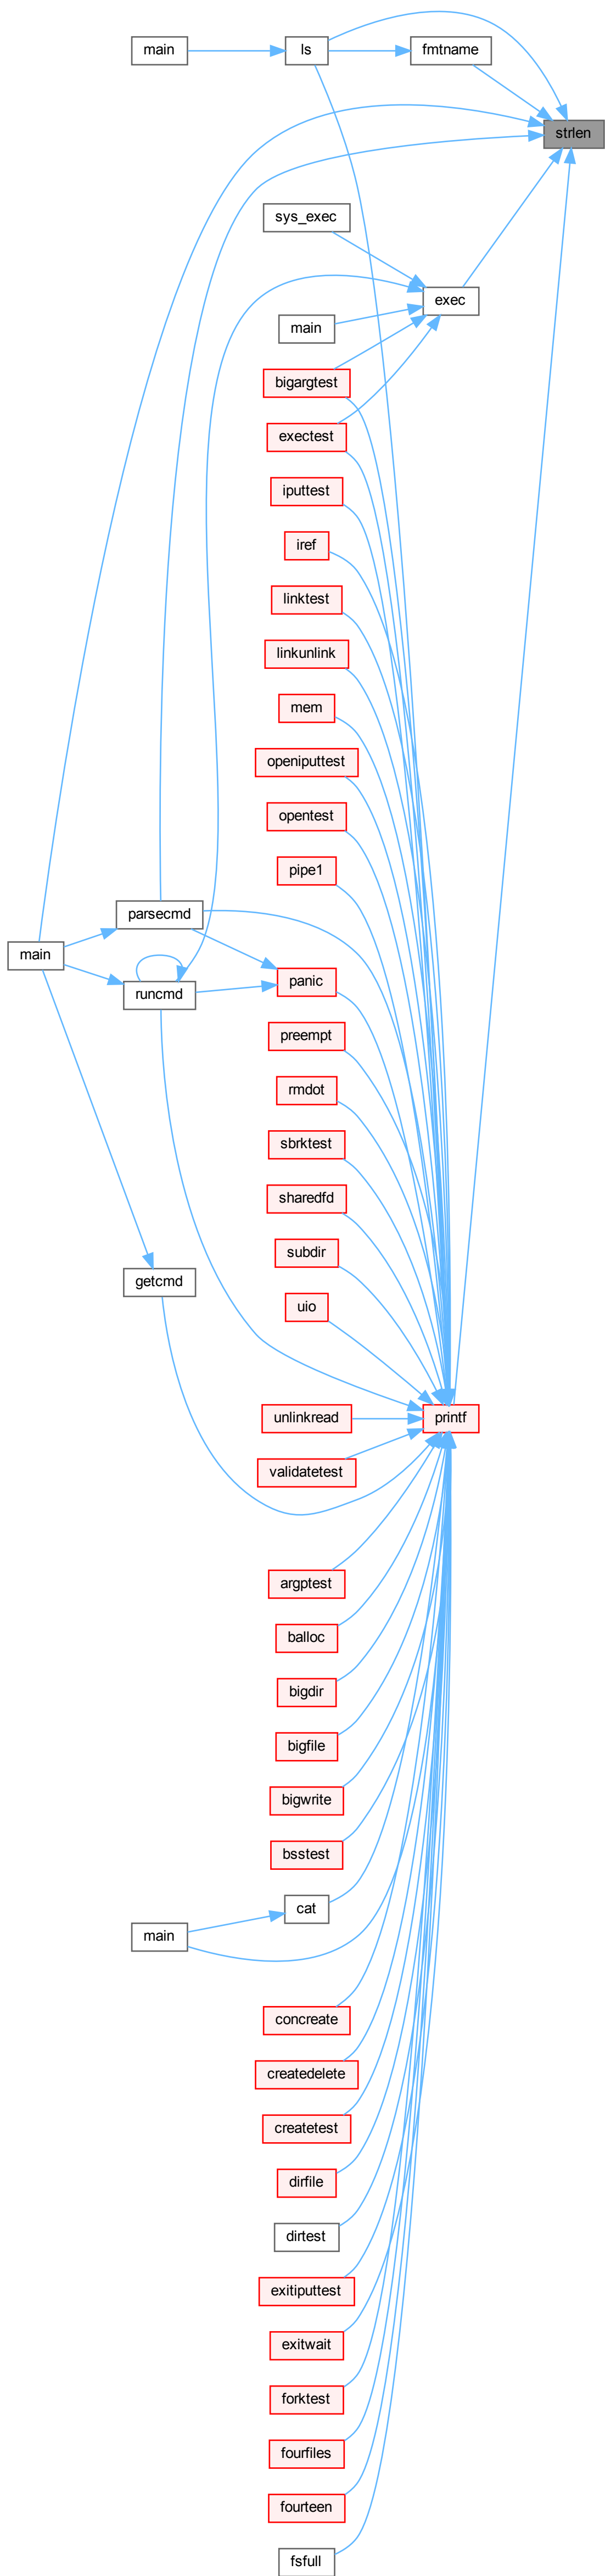 main
ls
fmtname
strlen
sys_exec
exec
main
bigargtest
exectest
iputtest
iref
linktest
linkunlink
mem
openiputtest
opentest
pipe1
parsecmd
main
panic
runcmd
preempt
rmdot
sbrktest
sharedfd
subdir
getcmd
uio
unlinkread
printf
validatetest
argptest
balloc
bigdir
bigfile
bigwrite
bsstest
cat
main
concreate
createdelete
createtest
dirfile
dirtest
exitiputtest
exitwait
forktest
fourfiles
fourteen
fsfull